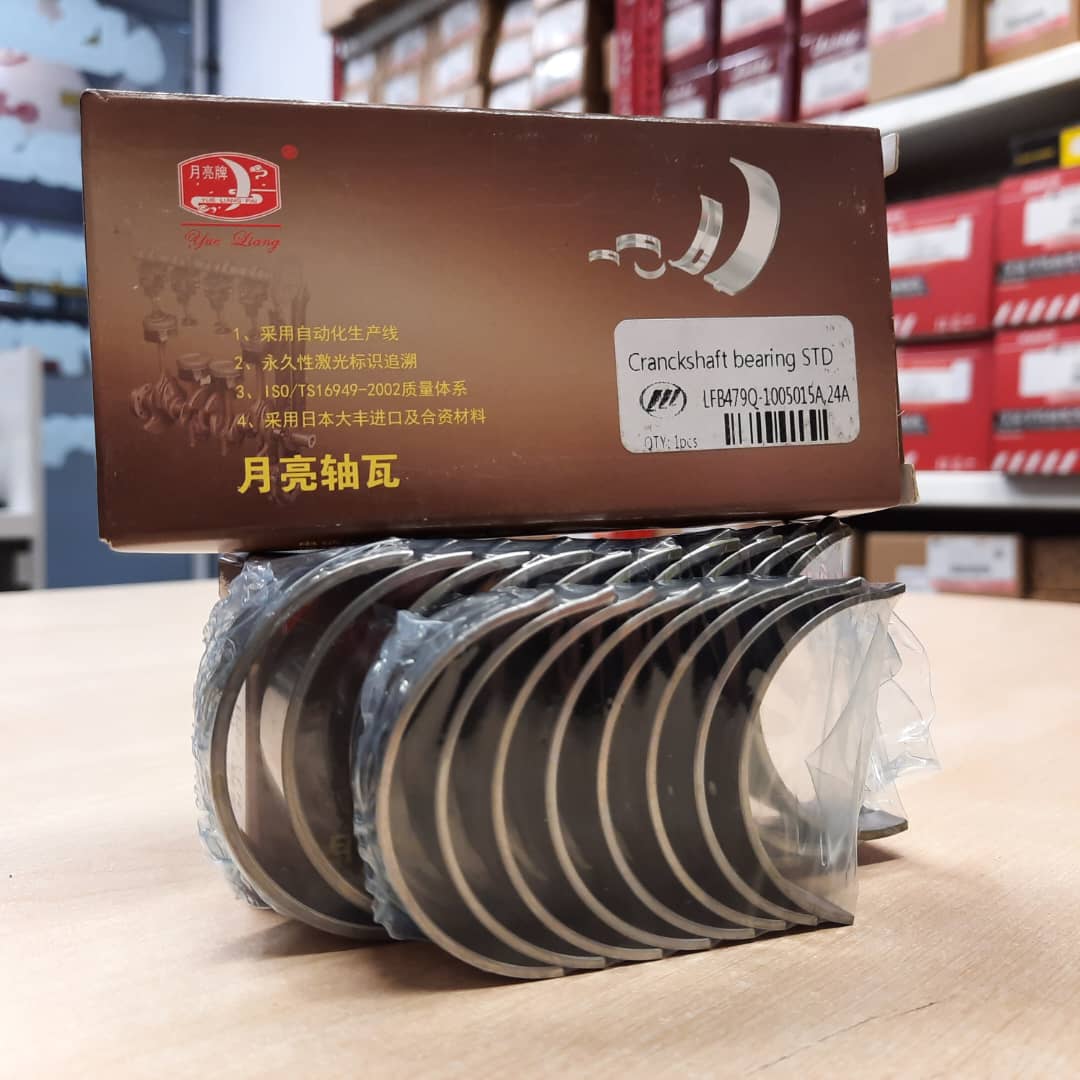 月亮牌
YUE LIANG PAI
Yue Liang
1、采用自动化生产线
2、永久性激光标识追溯
3、ISO/TS16949-2002质量体系
4、采用日本大丰进口及合资材料
月亮轴瓦
Cranckshaft bearing STD
LFB479Q-1005015A,24A
QTY: 1pcs